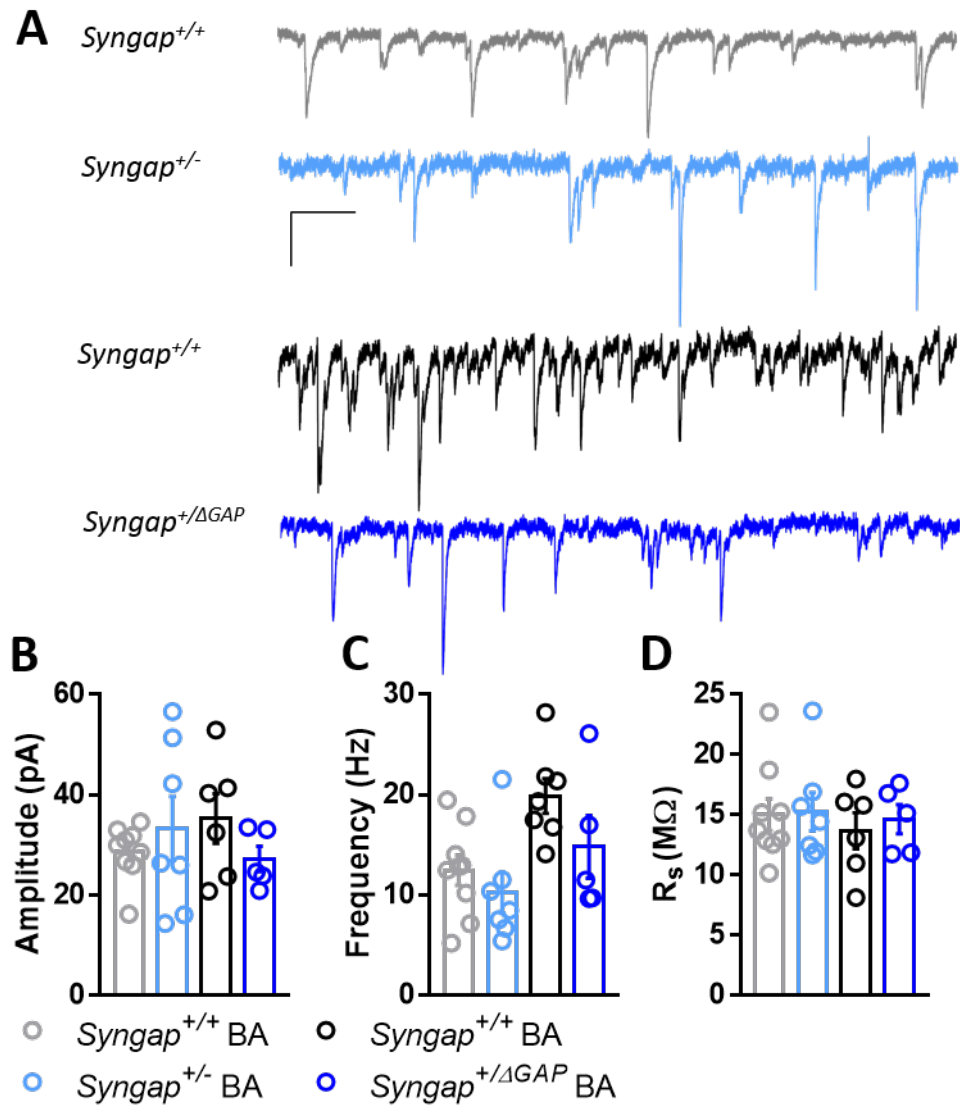 A
Syngap+/+
Syngap+/-
Syngap+/+
Syngap+/ΔGAP
B
Amplitude (pA)
60
40
20
0
C
Frequency (Hz)
30
20
10
0
D
Rs (MΩ)
25
20
15
10
5
0
Syngap+/+ BA
Syngap+/+ BA
Syngap+/- BA
Syngap+/ΔGAP BA